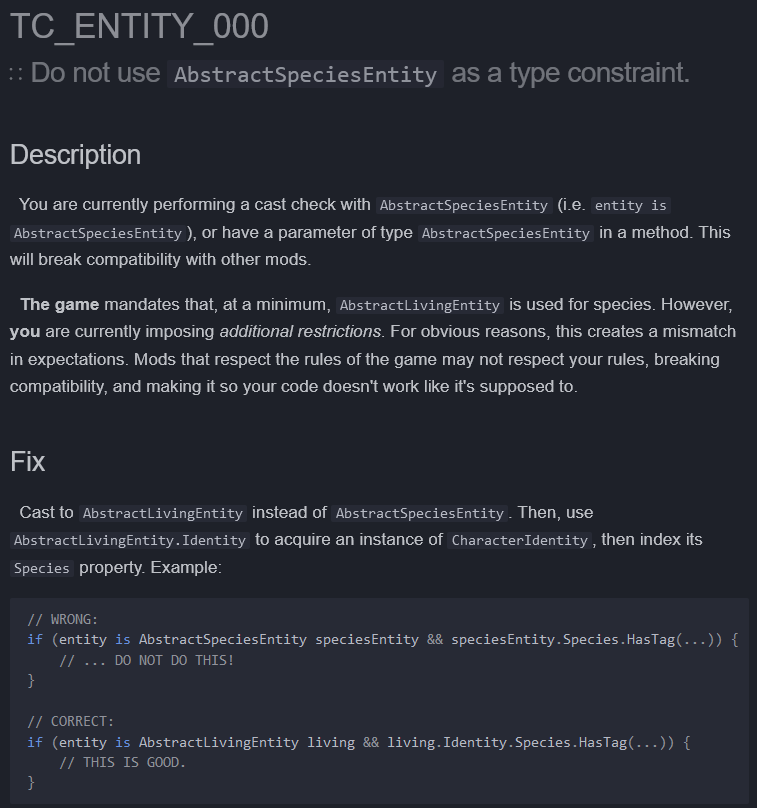 TC_ENTITY_000
:: Do not use AbstractSpeciesEntity as a type constraint.
Description
You are currently performing a cast check with AbstractSpeciesEntity (i.e. entity is
AbstractSpeciesEntity), or have a parameter of type AbstractSpeciesEntity in a method. This
will break compatibility with other mods.
The game mandates that, at a minimum, AbstractLivingEntity is used for species. However,
you are currently imposing additional restrictions. For obvious reasons, this creates a mismatch
in expectations. Mods that respect the rules of the game may not respect your rules, breaking
compatibility, and making it so your code doesn't work like it's supposed to.
Fix
Cast to AbstractLivingEntity instead of AbstractSpeciesEntity. Then, use
AbstractLivingEntity.Identity to acquire an instance of CharacterIdentity, then index its
Species property. Example:
// WRONG:
if (entity is AbstractSpeciesEntity speciesEntity && speciesEntity.Species.HasTag(...)) {
    // ... DO NOT DO THIS!
}
// CORRECT:
if (entity is AbstractLivingEntity living && living.Identity.Species.HasTag(...)) {
    // THIS IS GOOD.
}